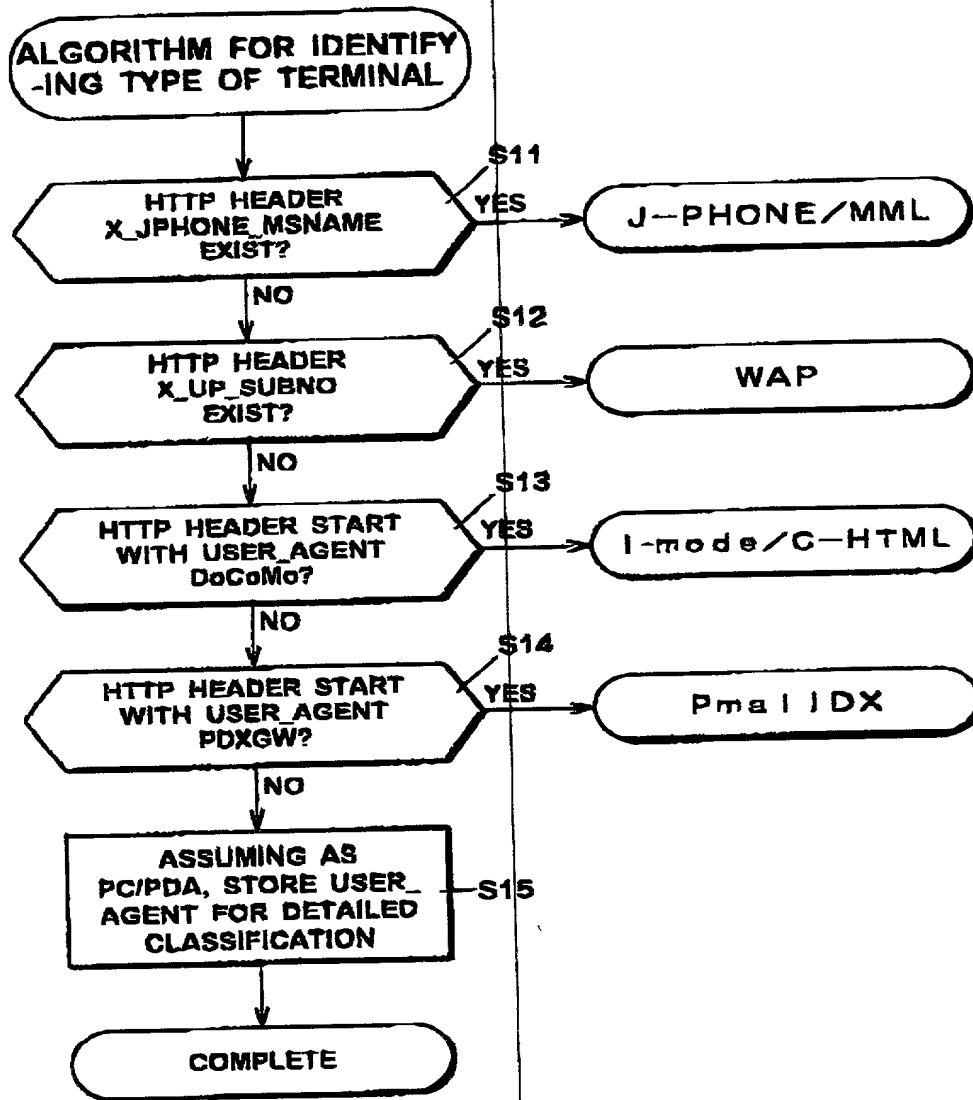 ALGORITHM FOR IDENTIFY
-ING TYPE OF TERMINAL
S11
HTTP HEADER
X_JPHONE_MSNAME
EXIST?
YES
J-PHONE/MML
NO
S12
HTTP HEADER
X_UP_SUBNO
EXIST?
YES
WAP
NO
S13
HTTP HEADER START
WITH USER_AGENT
DoCoMo?
YES
I-mode/C-HTML
NO
S14
HTTP HEADER START
WITH USER_AGENT
PDXGW?
YES
PmailDX
NO
ASSUMING AS
PC/PDA, STORE USER_
AGENT FOR DETAILED
CLASSIFICATION
S15
COMPLETE